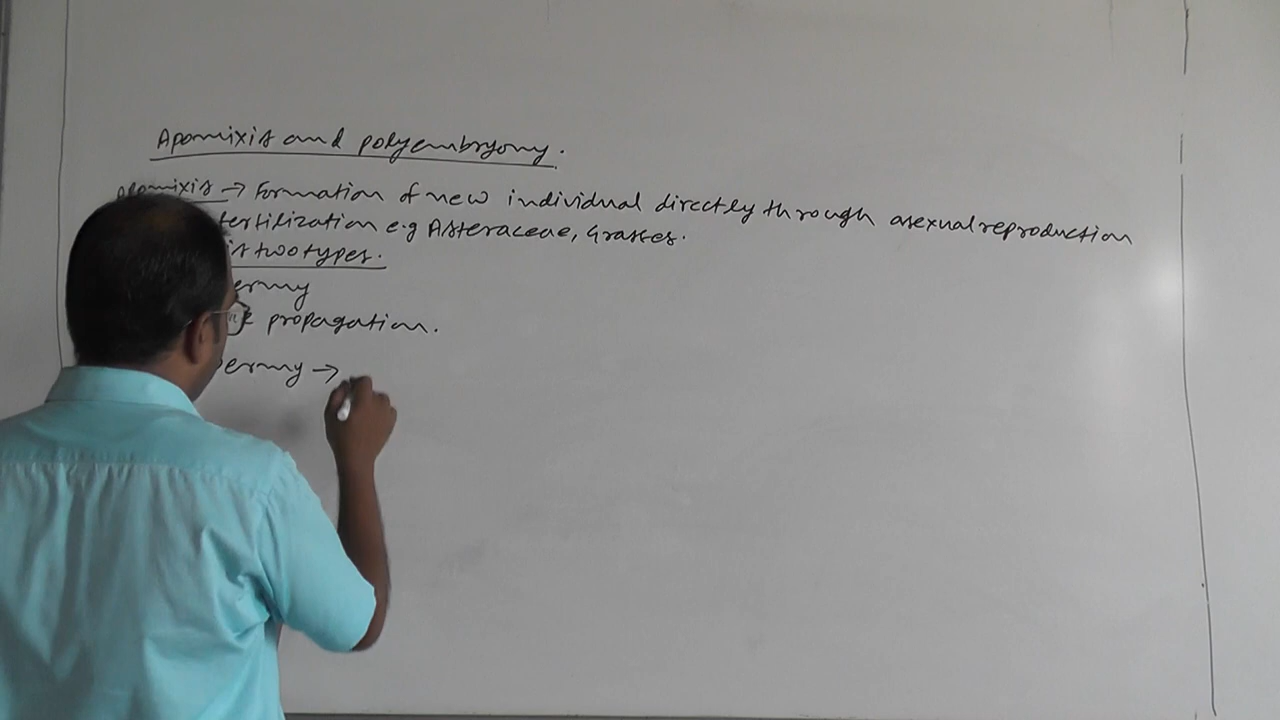 Apomixis and polyembryony.
Apomixis → Formation of new individual directly through asexual reproduction
fertilization e.g Asteraceae, Grasses.
is two types.
ermy
propagation.
permy →